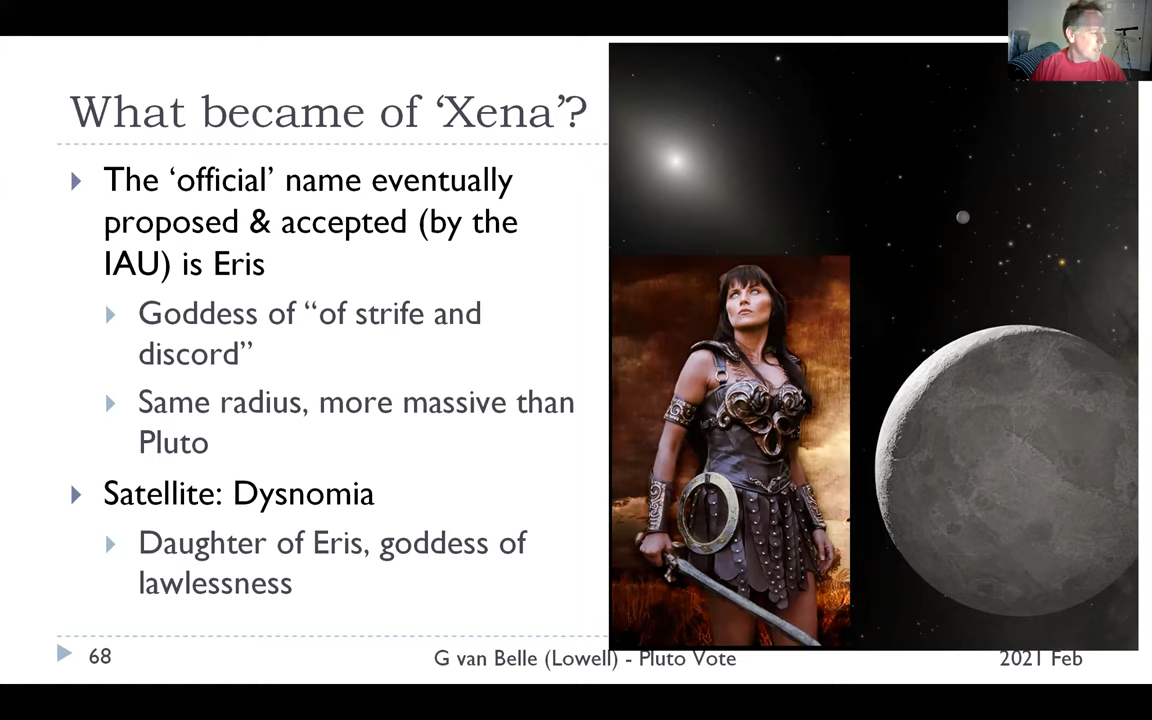 What became of ‘Xena’?
The ‘official’ name eventually
proposed & accepted (by the
IAU) is Eris
Goddess of “of strife and
discord”
Same radius, more massive than
Pluto
Satellite: Dysnomia
Daughter of Eris, goddess of
lawlessness
68
G van Belle (Lowell) - Pluto Vote
2021 Feb